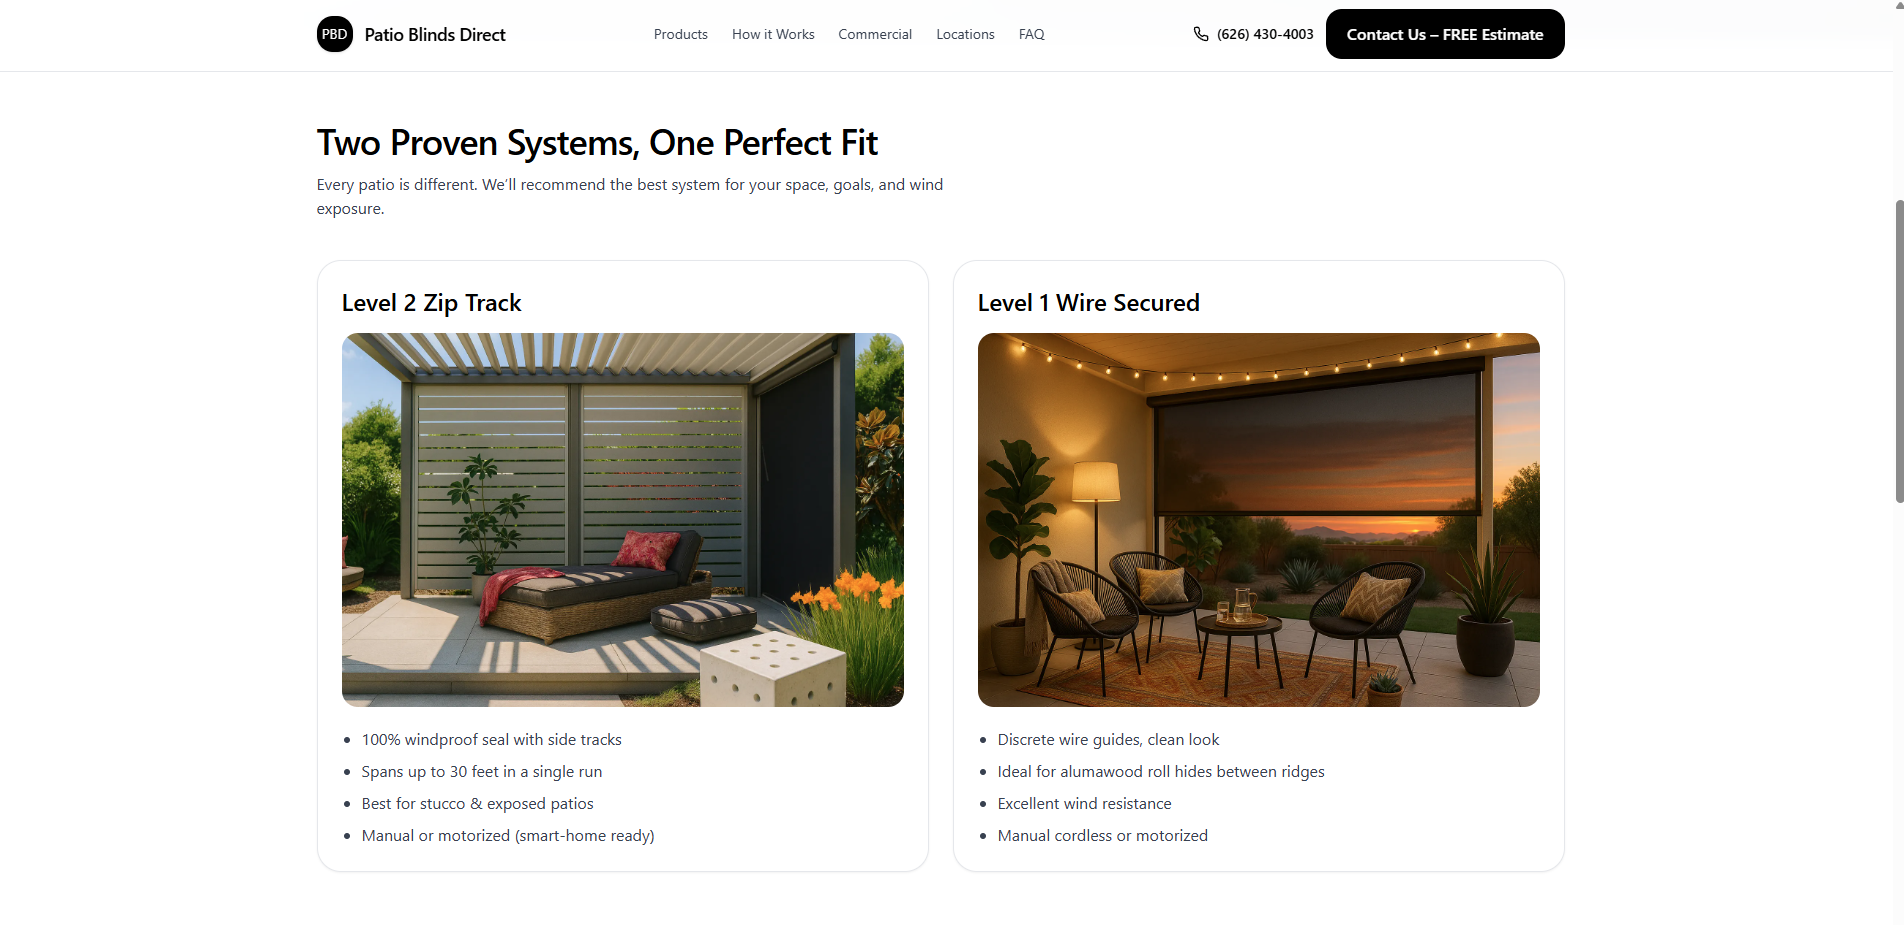 PBD
Patio Blinds Direct
Products
How it Works
Commercial
Locations
FAQ
(626) 430-4003
Contact Us – FREE Estimate
Two Proven Systems, One Perfect Fit
Every patio is different. We'll recommend the best system for your space, goals, and wind
exposure.
Level 2 Zip Track
100% windproof seal with side tracks
Spans up to 30 feet in a single run
Best for stucco & exposed patios
Manual or motorized (smart-home ready)
Level 1 Wire Secured
Discrete wire guides, clean look
Ideal for alumawood roll hides between ridges
Excellent wind resistance
Manual cordless or motorized